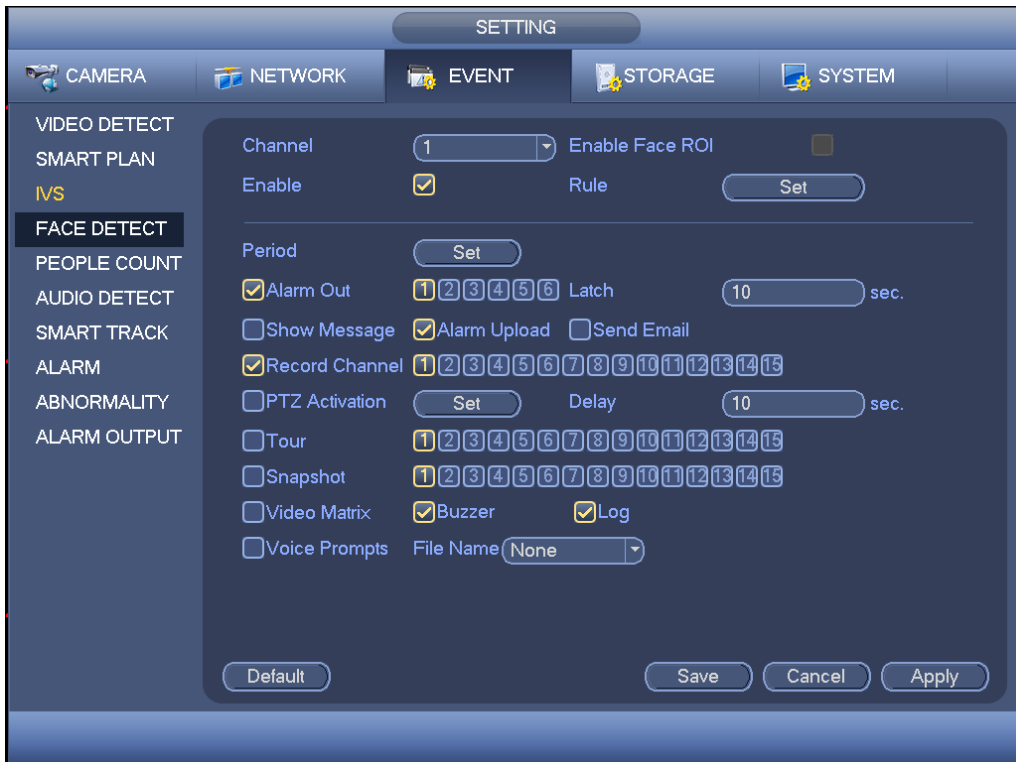 SETTING
CAMERA NETWORK EVENT STORAGE SYSTEM
VIDEO DETECT
SMART PLAN
IVS
FACE DETECT
PEOPLE COUNT
AUDIO DETECT
SMART TRACK
ALARM
ABNORMALITY
ALARM OUTPUT
Channel 1 Enable Face ROI
Enable Rule Set
Period Set
Alarm Out 1 2 3 4 5 6 Latch 10 sec.
Show Message Alarm Upload Send Email
Record Channel 1 2 3 4 5 6 7 8 9 10 11 12 13 14 15
PTZ Activation Set Delay 10 sec.
Tour 1 2 3 4 5 6 7 8 9 10 11 12 13 14 15
Snapshot 1 2 3 4 5 6 7 8 9 10 11 12 13 14 15
Video Matrix Buzzer Log
Voice Prompts File Name None
Default Save Cancel Apply